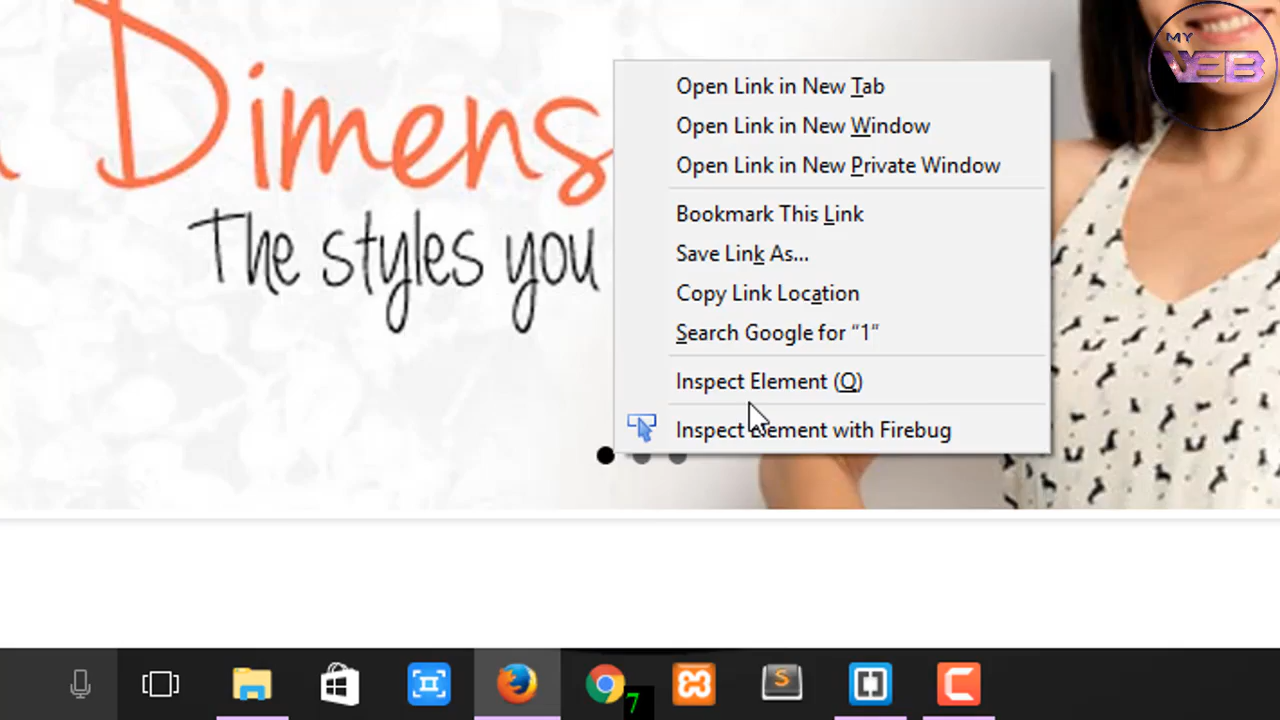 MY
WEB
Dimens
The styles you
Open Link in New Tab
Open Link in New Window
Open Link in New Private Window
Bookmark This Link
Save Link As...
Copy Link Location
Search Google for “1”
Inspect Element (Q)
Inspect Element with Firebug
7
S